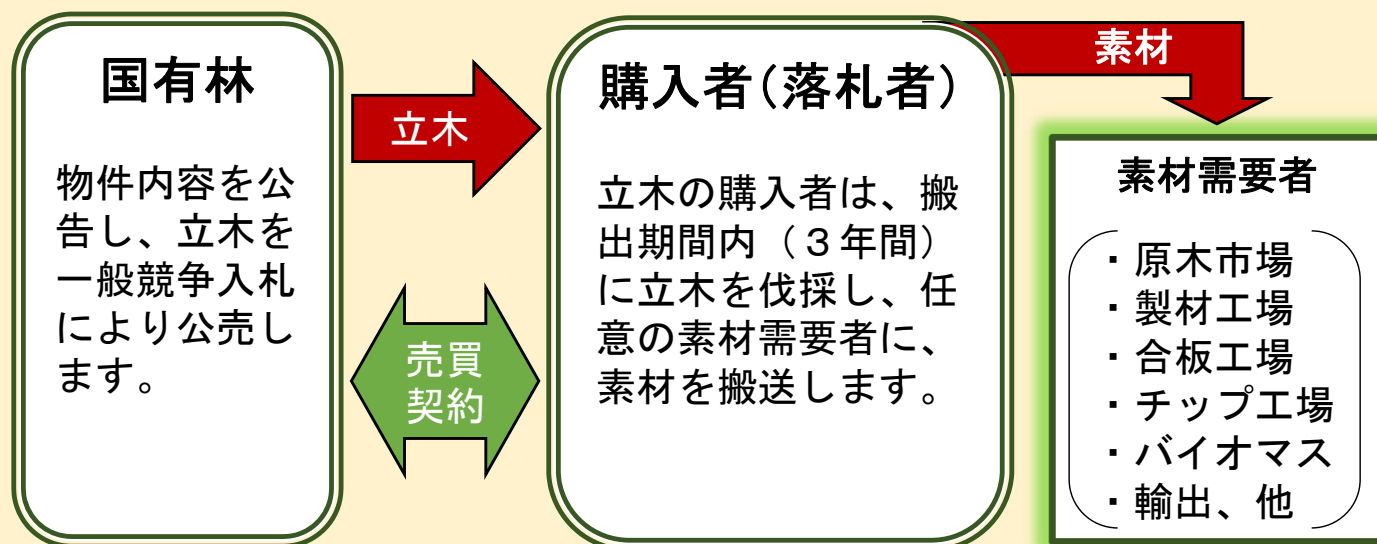 国有林
物件内容を公
告し、立木を
一般競争入札
により公売し
ます。
立木
売買
契約
購入者(落札者)
立木の購入者は、搬
出期間内（３年間）
に立木を伐採し、任
意の素材需要者に、
素材を搬送します。
素材
素材需要者
・原木市場
・製材工場
・合板工場
・チップ工場
・バイオマス
・輸出、他